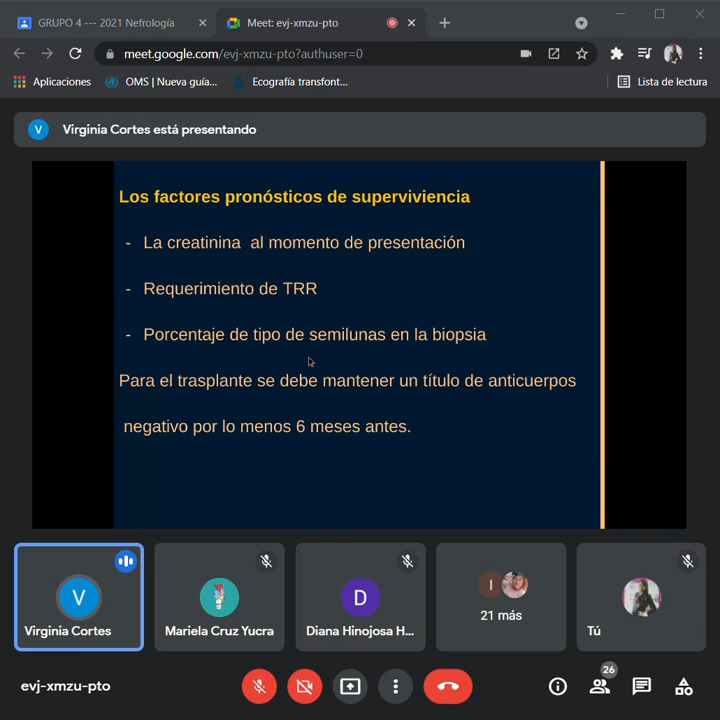 GRUPO 4 --- 2021 Nefrología
Meet: evj-xmzu-pto
meet.google.com/evj-xmzu-pto?authuser=0
Aplicaciones
OMS | Nueva guía...
Ecografía transfont...
Lista de lectura
V
Virginia Cortes está presentando
Los factores pronósticos de superviviencia
- La creatinina al momento de presentación
- Requerimiento de TRR
- Porcentaje de tipo de semilunas en la biopsia
Para el trasplante se debe mantener un título de anticuerpos
negativo por lo menos 6 meses antes.
V
Virginia Cortes
Mariela Cruz Yucra
D
Diana Hinojosa H...
I
21 más
Tú
evj-xmzu-pto
26